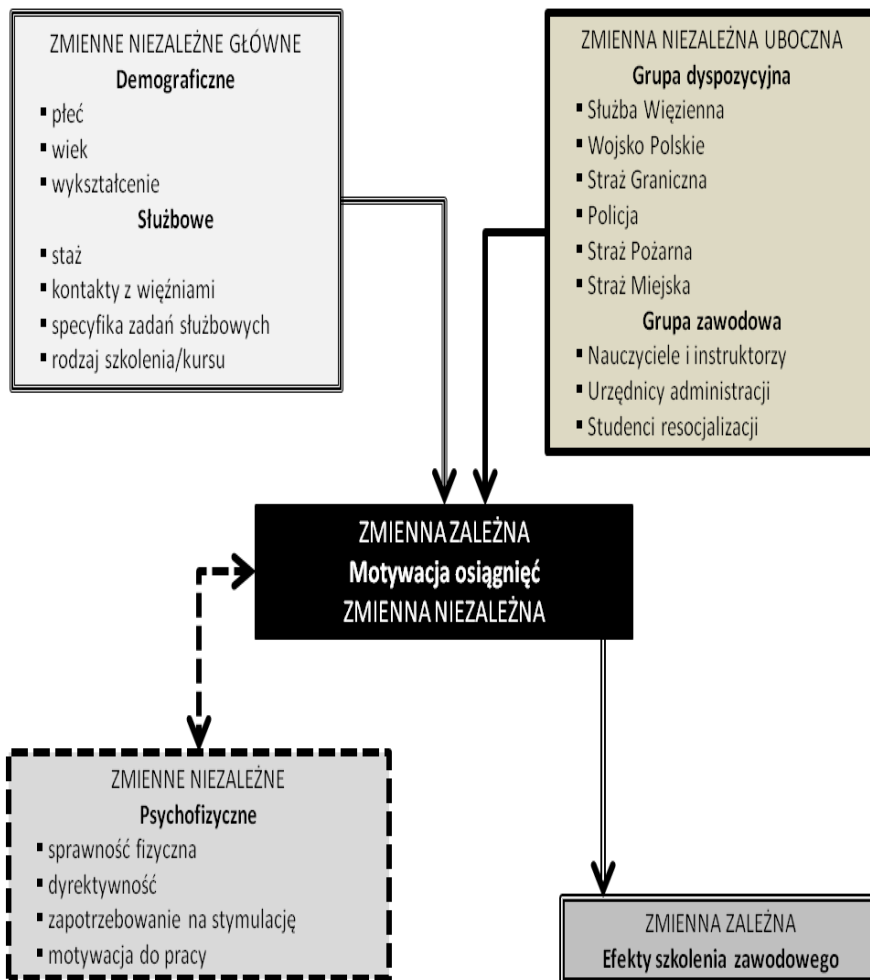 ZMIENNE NIEZALEŻNE GŁÓWNE
Demograficzne
▪ płeć
▪ wiek
▪ wykształcenie
Służbowe
▪ staż
▪ kontakty z więźniami
▪ specyfika zadań służbowych
▪ rodzaj szkolenia/kursu
ZMIENNA NIEZALEŻNA UBOCZNA
Grupa dyspozycyjna
▪ Służba Więzienna
▪ Wojsko Polskie
▪ Straż Graniczna
▪ Policja
▪ Straż Pożarna
▪ Straż Miejska
Grupa zawodowa
▪ Nauczyciele i instruktorzy
▪ Urzędnicy administracji
▪ Studenci resocjalizacji
ZMIENNA ZALEŻNA
Motywacja osiągnięć
ZMIENNA NIEZALEŻNA
ZMIENNE NIEZALEŻNE
Psychofizyczne
▪ sprawność fizyczna
▪ dyrektywność
▪ zapotrzebowanie na stymulację
▪ motywacja do pracy
ZMIENNA ZALEŻNA
Efekty szkolenia zawodowego